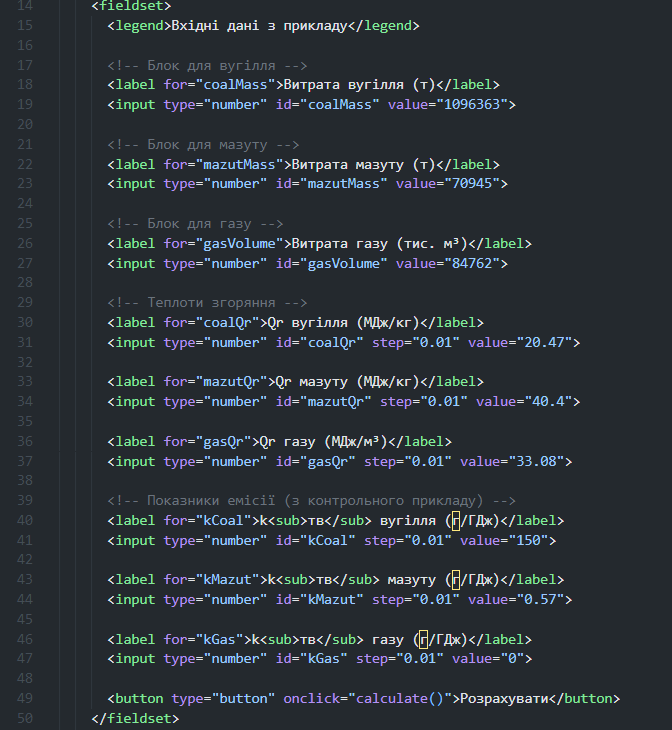 14 <fieldset>
15 <legend>Вхідні дані з прикладу</legend>
16
17 <!-- Блок для вугілля -->
18 <label for="coalMass">Витрата вугілля (т)</label>
19 <input type="number" id="coalMass" value="1096363">
20
21 <!-- Блок для мазуту -->
22 <label for="mazutMass">Витрата мазуту (т)</label>
23 <input type="number" id="mazutMass" value="70945">
24
25 <!-- Блок для газу -->
26 <label for="gasVolume">Витрата газу (тис. м³)</label>
27 <input type="number" id="gasVolume" value="84762">
28
29 <!-- Теплоти згоряння -->
30 <label for="coalQr">Qr вугілля (МДж/кг)</label>
31 <input type="number" id="coalQr" step="0.01" value="20.47">
32
33 <label for="mazutQr">Qr мазуту (МДж/кг)</label>
34 <input type="number" id="mazutQr" step="0.01" value="40.4">
35
36 <label for="gasQr">Qr газу (МДж/м³)</label>
37 <input type="number" id="gasQr" step="0.01" value="33.08">
38
39 <!-- Показники емісії (з контрольного прикладу) -->
40 <label for="kCoal">k<sub>тв</sub> вугілля (г/ГДж)</label>
41 <input type="number" id="kCoal" step="0.01" value="150">
42
43 <label for="kMazut">k<sub>тв</sub> мазуту (г/ГДж)</label>
44 <input type="number" id="kMazut" step="0.01" value="0.57">
45
46 <label for="kGas">k<sub>тв</sub> газу (г/ГДж)</label>
47 <input type="number" id="kGas" step="0.01" value="0">
48
49 <button type="button" onclick="calculate()">Розрахувати</button>
50 </fieldset>